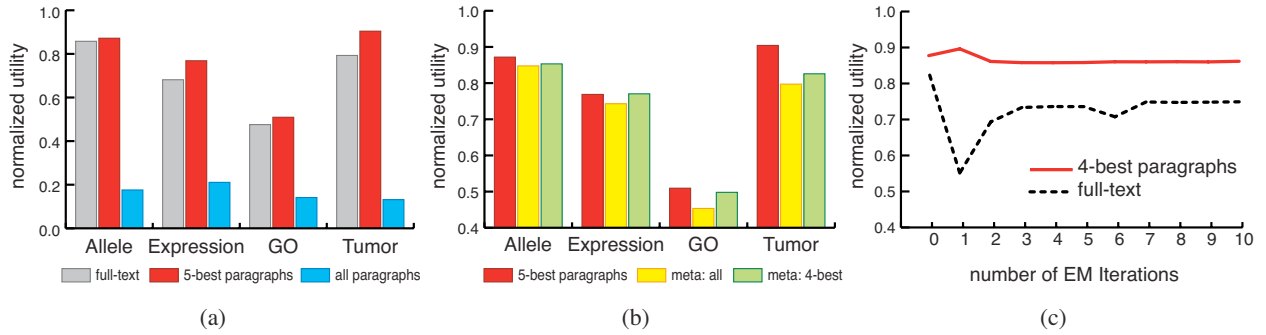 normalized utility
1.0
0.8
0.6
0.4
0.2
0.0
Allele Expression GO Tumor
full-text 5-best paragraphs all paragraphs
(a)
normalized utility
1.0
0.9
0.8
0.7
0.6
0.5
0.4
Allele Expression GO Tumor
5-best paragraphs meta: all meta: 4-best
(b)
normalized utility
1.0
0.9
0.8
0.7
0.6
0.5
0.4
4-best paragraphs
full-text
0 1 2 3 4 5 6 7 8 9 10
number of EM Iterations
(c)